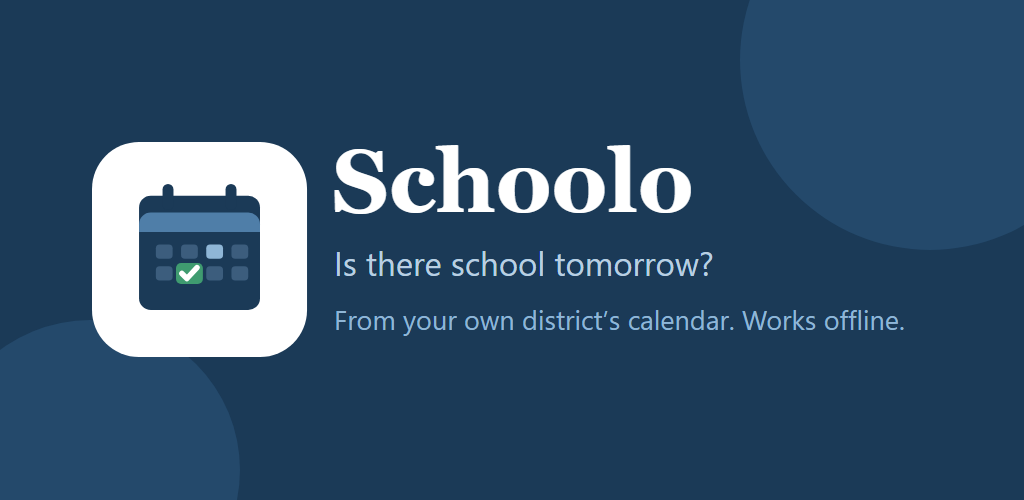 Schoolo
Is there school tomorrow?
From your own district’s calendar. Works offline.